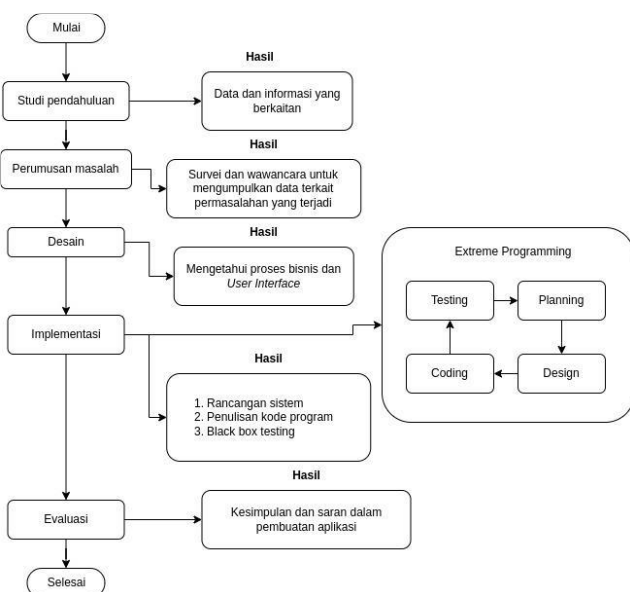 Mulai
Hasil
Studi pendahuluan
Data dan informasi yang
berkaitan
Hasil
Perumusan masalah
Survei dan wawancara untuk
mengumpulkan data terkait
permasalahan yang terjadi
Hasil
Desain
Mengetahui proses bisnis dan
User Interface
Extreme Programming
Testing
Planning
Coding
Design
Implementasi
Hasil
1. Rancangan sistem
2. Penulisan kode program
3. Black box testing
Hasil
Evaluasi
Kesimpulan dan saran dalam
pembuatan aplikasi
Selesai